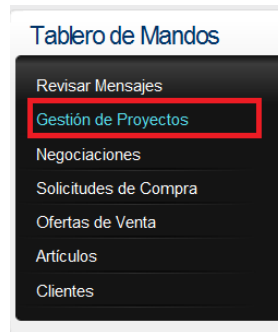 Tablero de Mandos
Revisar Mensajes
Gestión de Proyectos
Negociaciones
Solicitudes de Compra
Ofertas de Venta
Artículos
Clientes